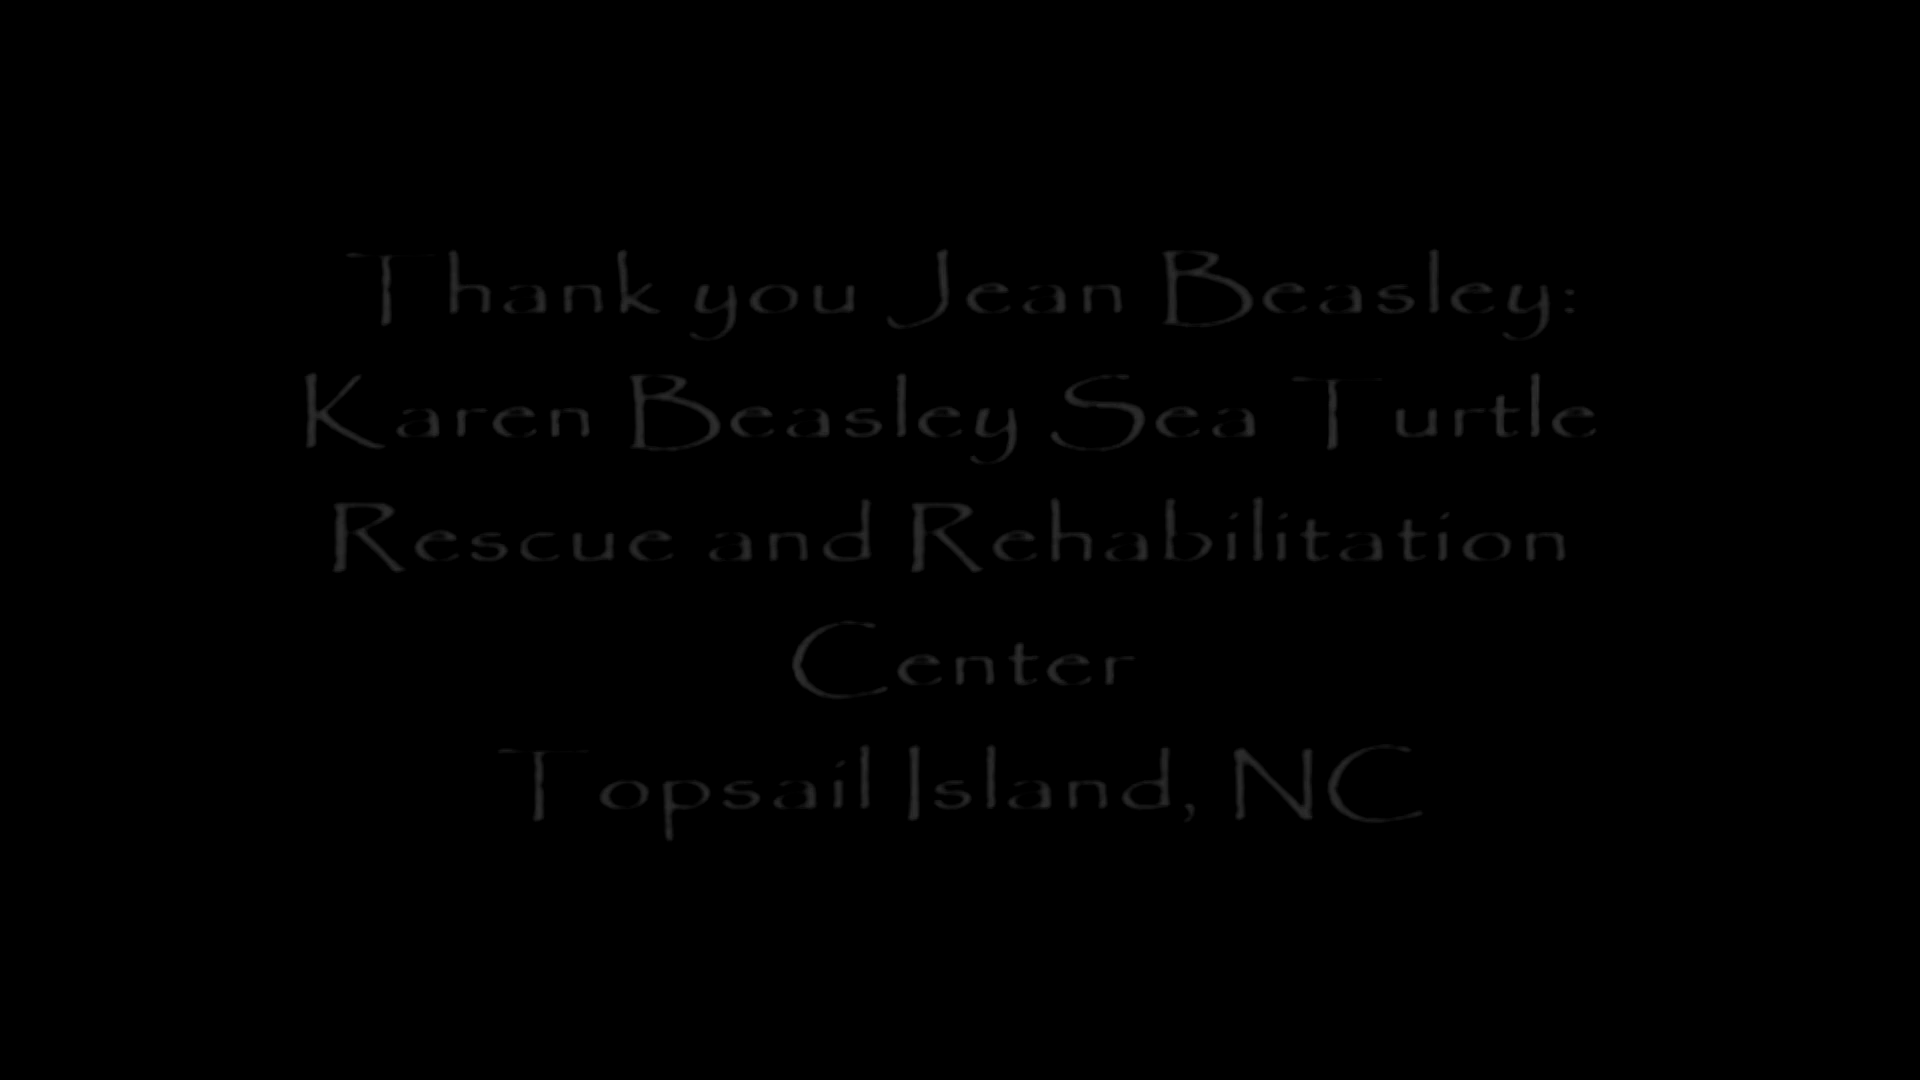 Thank you Jean Beasley:
Karen Beasley Sea Turtle
Rescue and Rehabilitation
Center
Topsail Island, NC